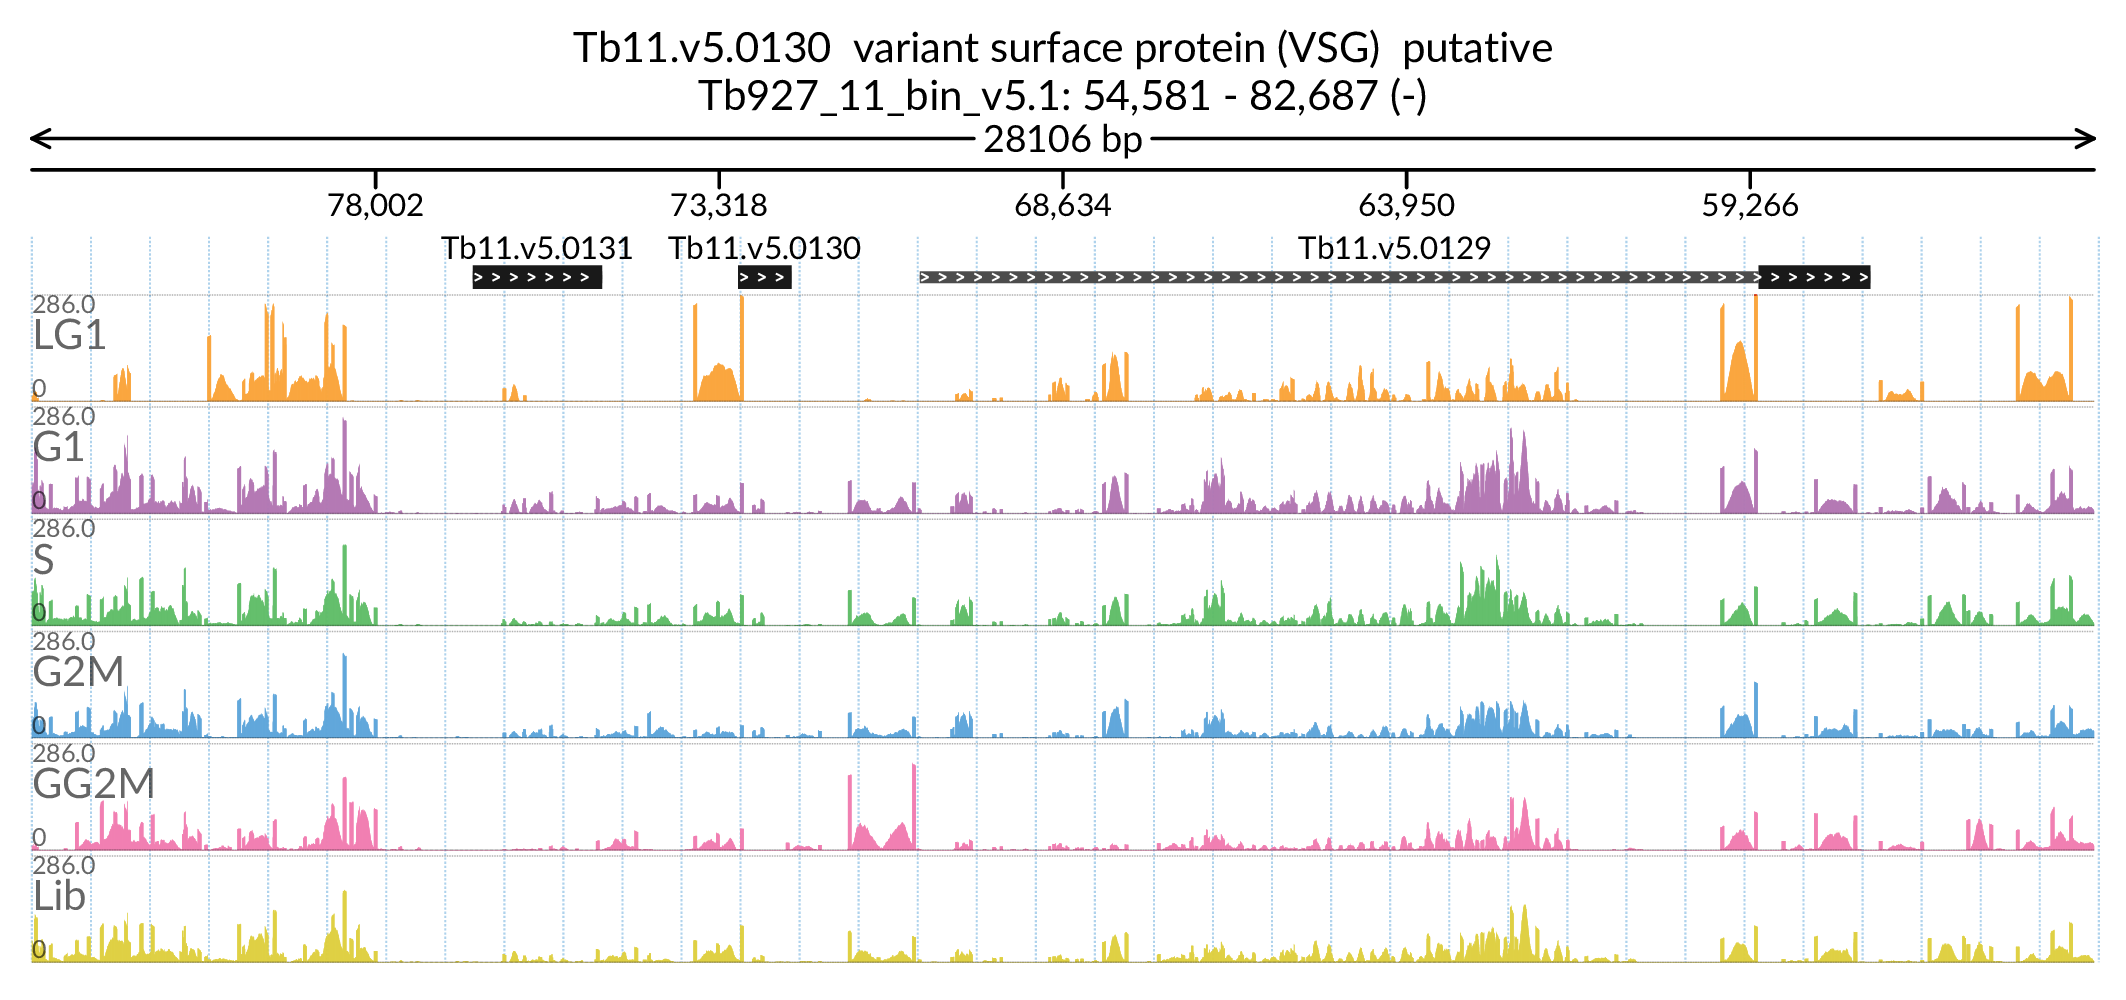 Tb11.v5.0130  variant surface protein (VSG)  putative
Tb927_11_bin_v5.1: 54,581 - 82,687 (-)
28106 bp
78,002 73,318 68,634 63,950 59,266
Tb11.v5.0131 Tb11.v5.0130 Tb11.v5.0129
286.0
LG1
0
286.0
G1
0
286.0
S
0
286.0
G2M
0
286.0
GG2M
0
286.0
Lib
0